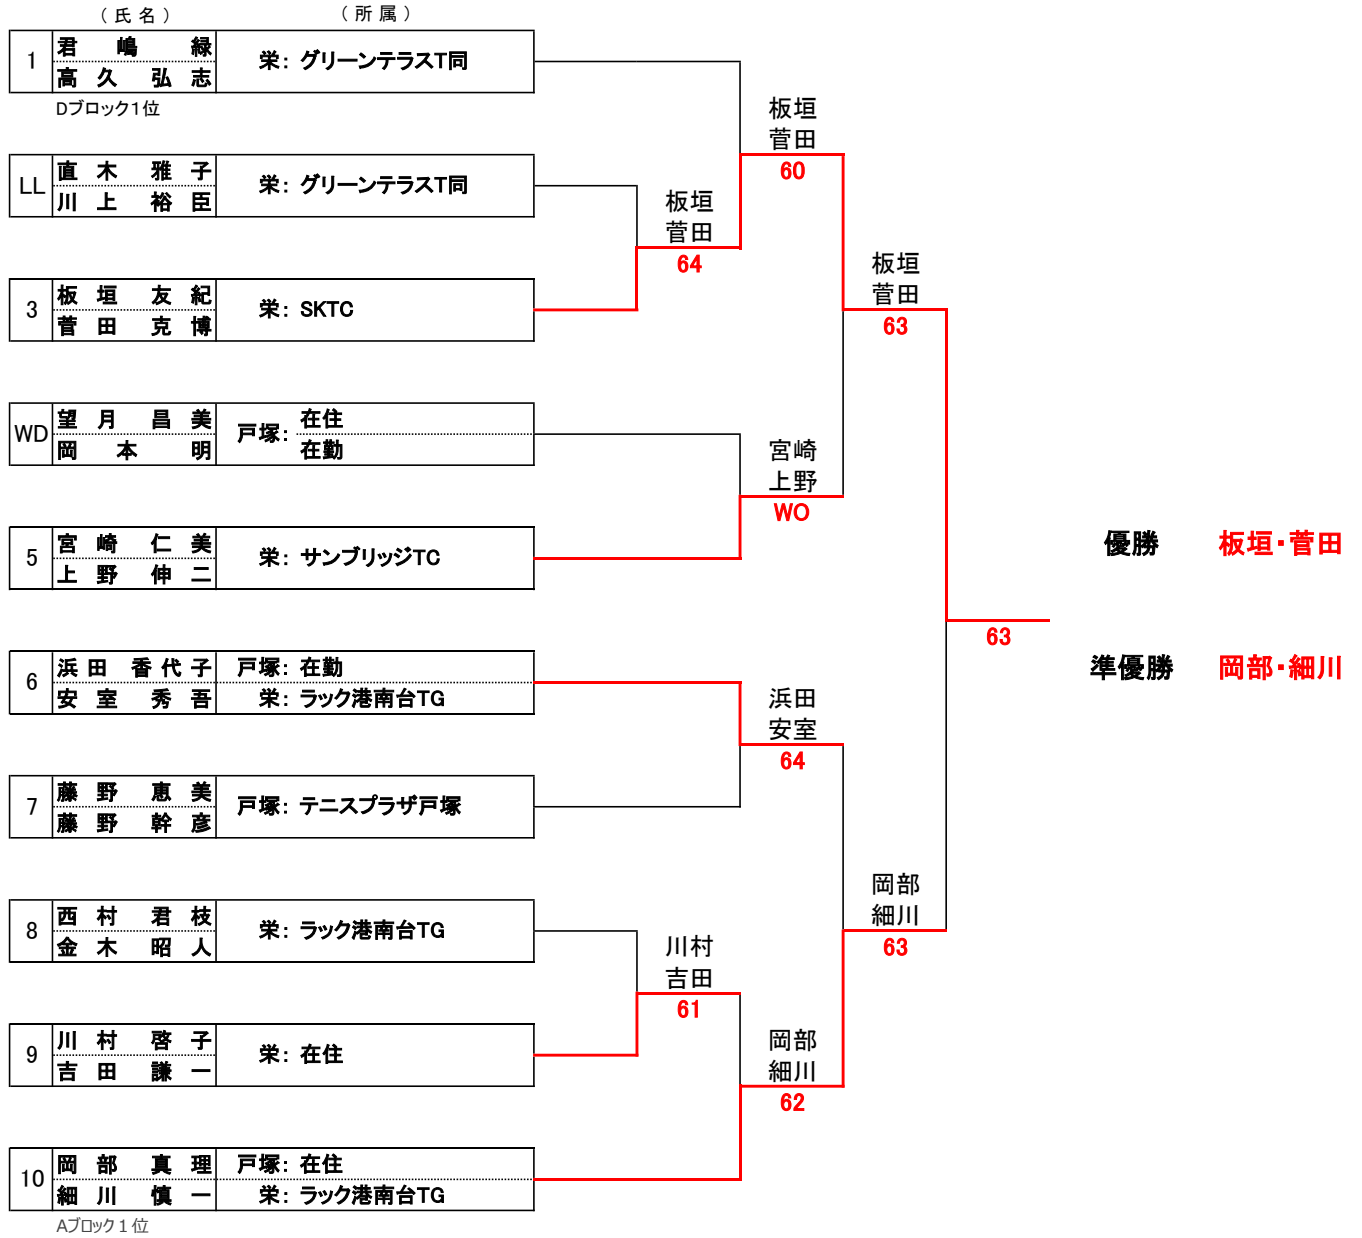 （氏名）　（所属）
1 君嶋 緑 栄： グリーンテラスT同
高久 弘志
Dブロック1位
板垣
菅田
60
LL 直木 雅子 栄： グリーンテラスT同
川上 裕臣
板垣
菅田
64
板垣
菅田
63
3 板垣 友紀 栄： SKTC
菅田 克博
WD 望月 昌美 戸塚： 在住
岡本 明 在勤
宮崎
上野
WO
5 宮崎 仁美 栄： サンブリッジTC
上野 伸二
優勝 板垣・菅田
63
準優勝 岡部・細川
6 浜田 香代子 戸塚： 在勤
安室 秀吾 栄： ラック港南台TG
浜田
安室
64
7 藤野 恵美 戸塚： テニスプラザ戸塚
藤野 幹彦
岡部
細川
63
8 西村 君枝 栄： ラック港南台TG
金木 昭人
川村
吉田
61
9 川村 啓子 栄： 在住
吉田 謙一
岡部
細川
62
10 岡部 真理 戸塚： 在住
細川 慎一 栄： ラック港南台TG
Aブロック1位